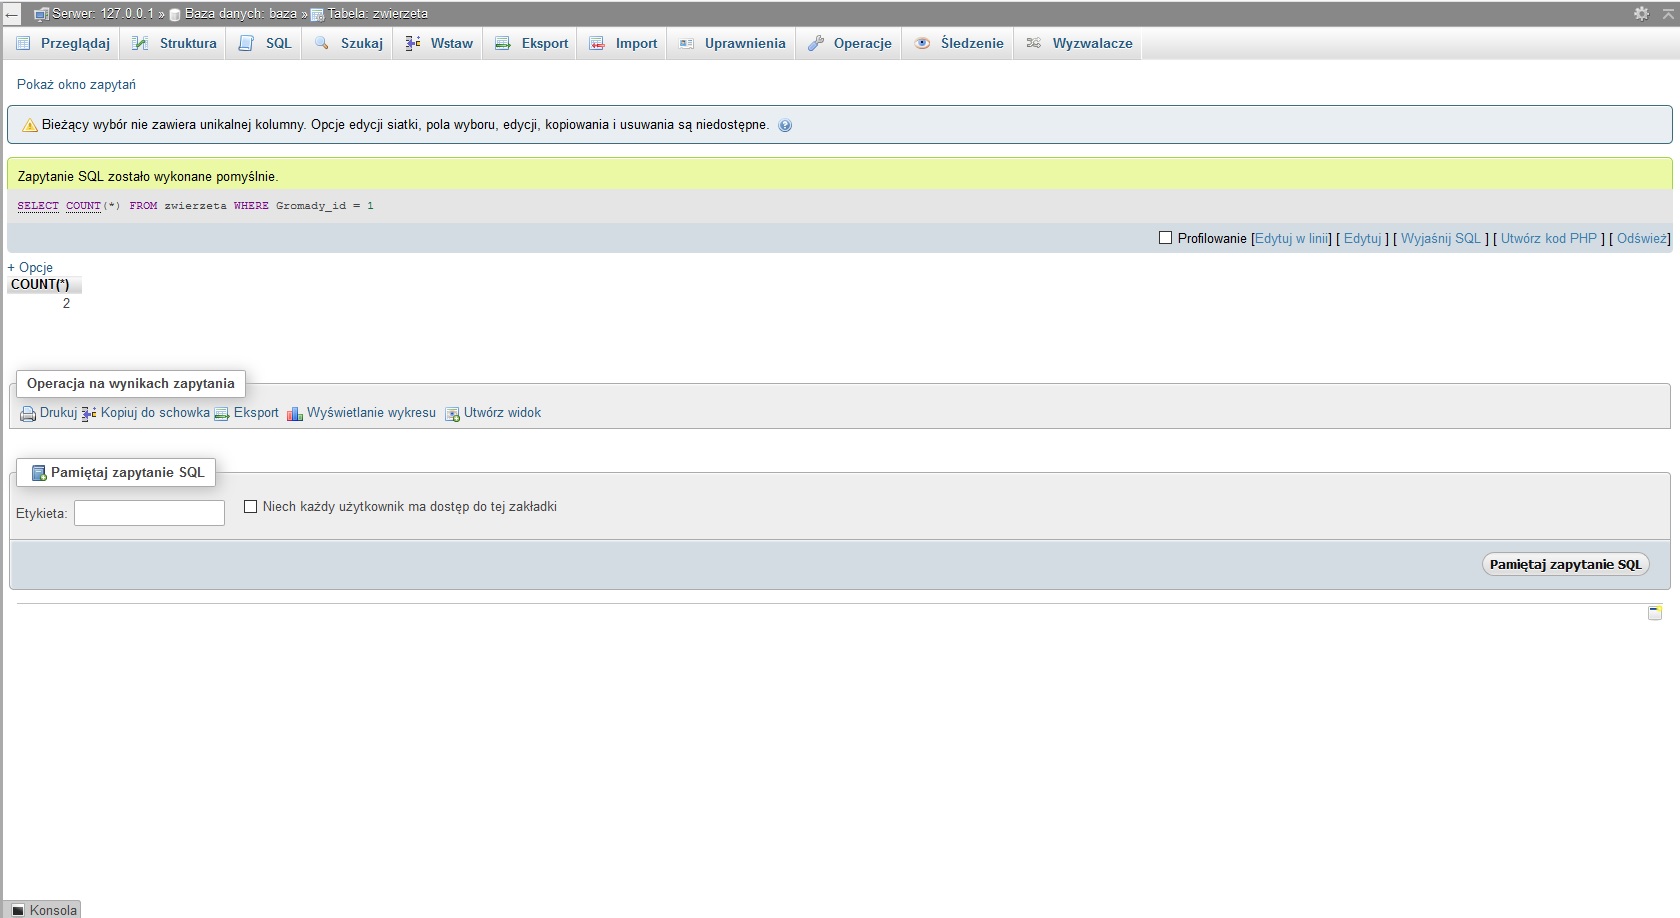 ← Serwer: 127.0.0.1 » Baza danych: baza » Tabela: zwierzeta
Przeglądaj Struktura SQL Szukaj Wstaw Eksport Import Uprawnienia Operacje Śledzenie Wyzwalacze
Pokaż okno zapytań
Bieżący wybór nie zawiera unikalnej kolumny. Opcje edycji siatki, pola wyboru, edycji, kopiowania i usuwania są niedostępne.
Zapytanie SQL zostało wykonane pomyślnie.
SELECT COUNT(*) FROM zwierzeta WHERE Gromady_id = 1
Profilowanie [Edytuj w linii] [ Edytuj ] [ Wyjaśnij SQL ] [ Utwórz kod PHP ] [ Odśwież]
+ Opcje
COUNT(*)
2
Operacja na wynikach zapytania
Drukuj Kopiuj do schowka Eksport Wyświetlanie wykresu Utwórz widok
Pamiętaj zapytanie SQL
Etykieta: Niech każdy użytkownik ma dostęp do tej zakładki
Pamiętaj zapytanie SQL
Konsola